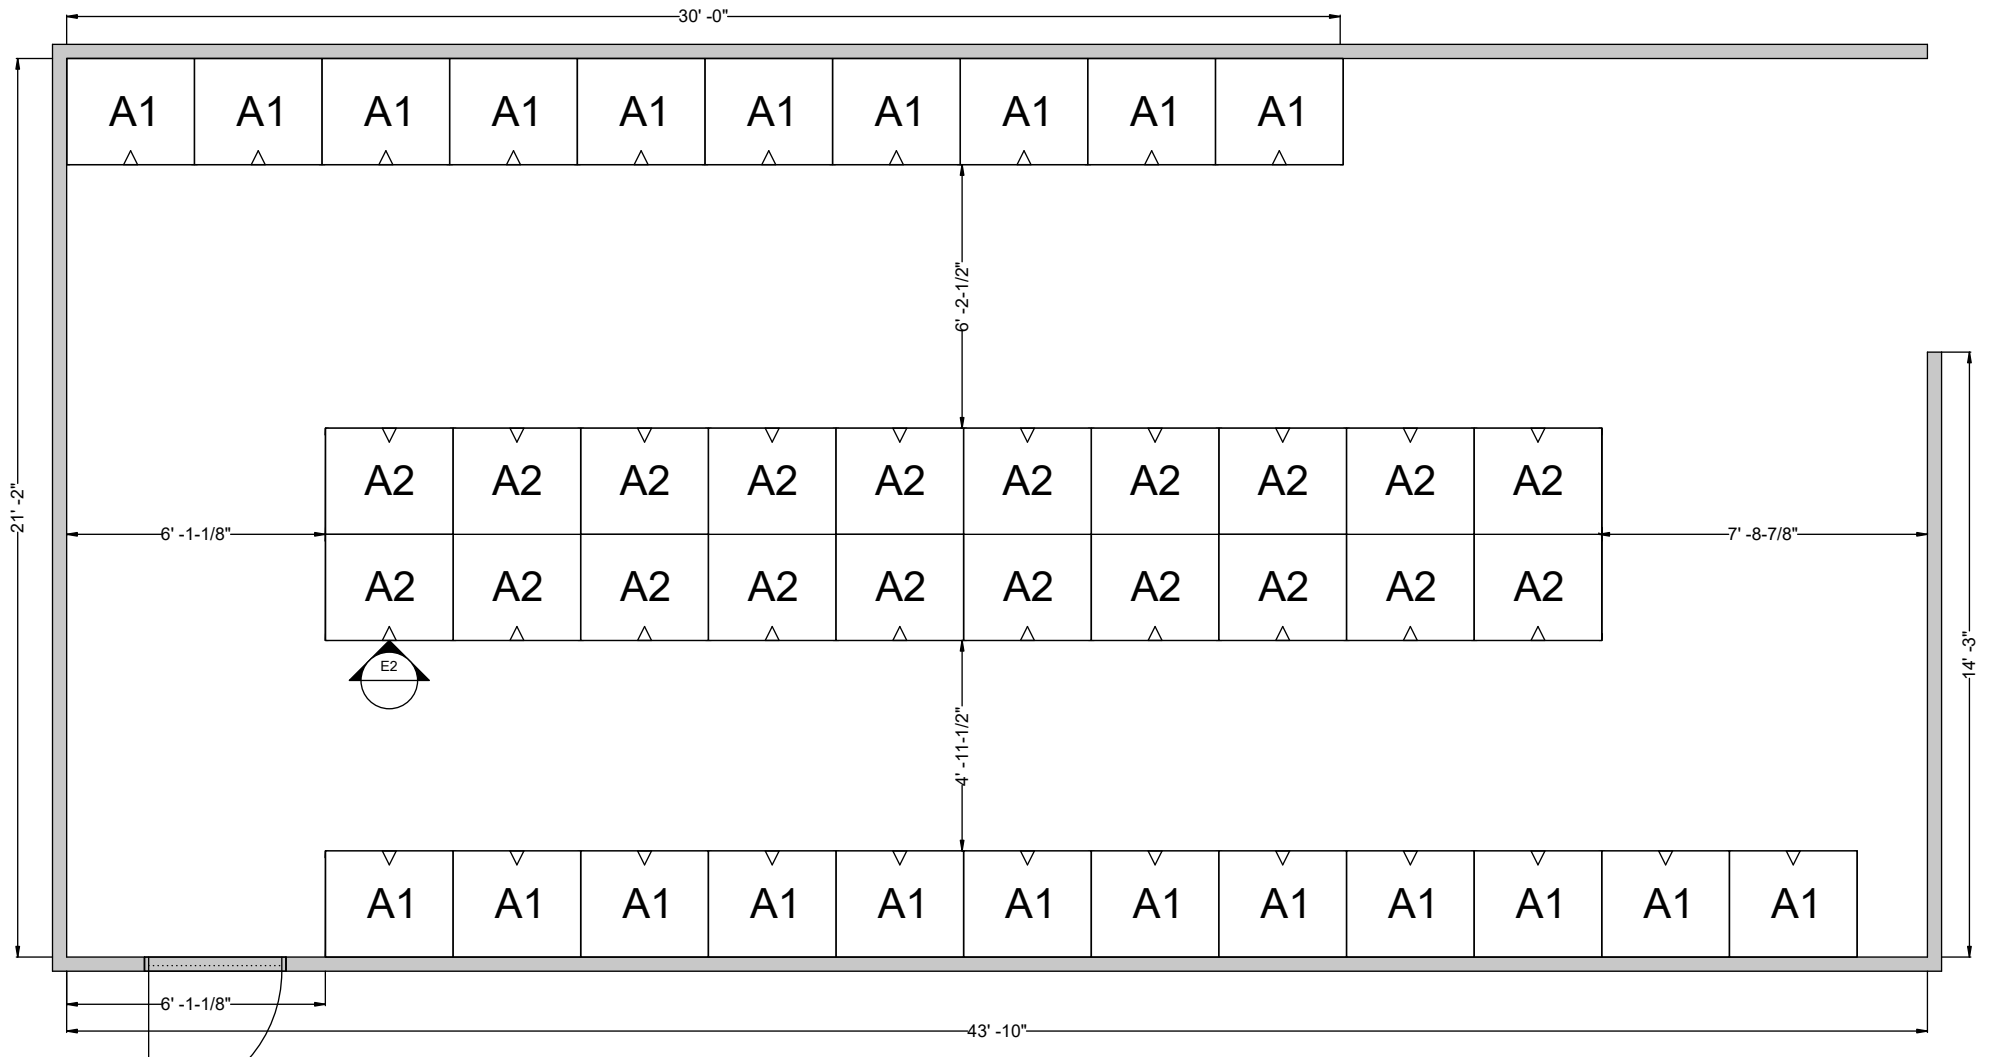 30' -0"
A1 A1 A1 A1 A1 A1 A1 A1 A1 A1
6' -2-1/2"
21' -2"
A2 A2 A2 A2 A2 A2 A2 A2 A2 A2
6' -1-1/8"
7' -8-7/8"
A2 A2 A2 A2 A2 A2 A2 A2 A2 A2
E2
14' -3"
4' -11-1/2"
A1 A1 A1 A1 A1 A1 A1 A1 A1 A1 A1 A1
6' -1-1/8"
43' -10"